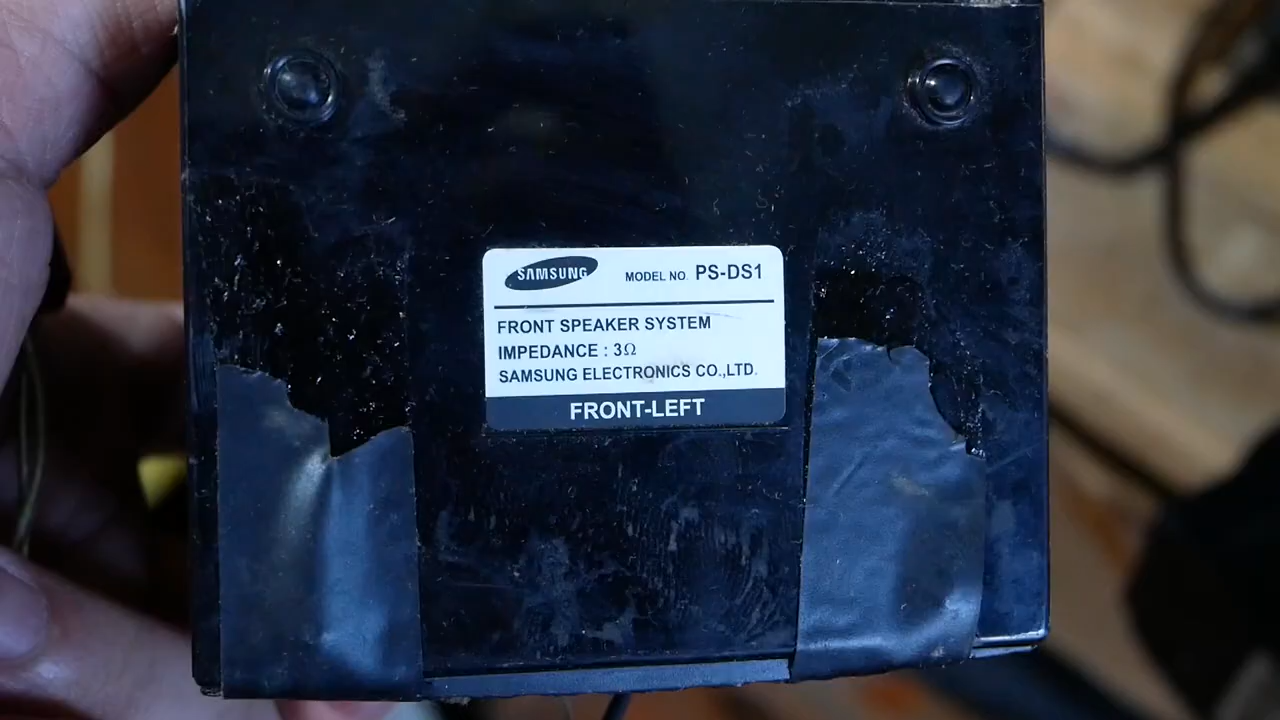 SAMSUNG MODEL NO. PS-DS1
FRONT SPEAKER SYSTEM
IMPEDANCE : 3Ω
SAMSUNG ELECTRONICS CO.,LTD.
FRONT-LEFT